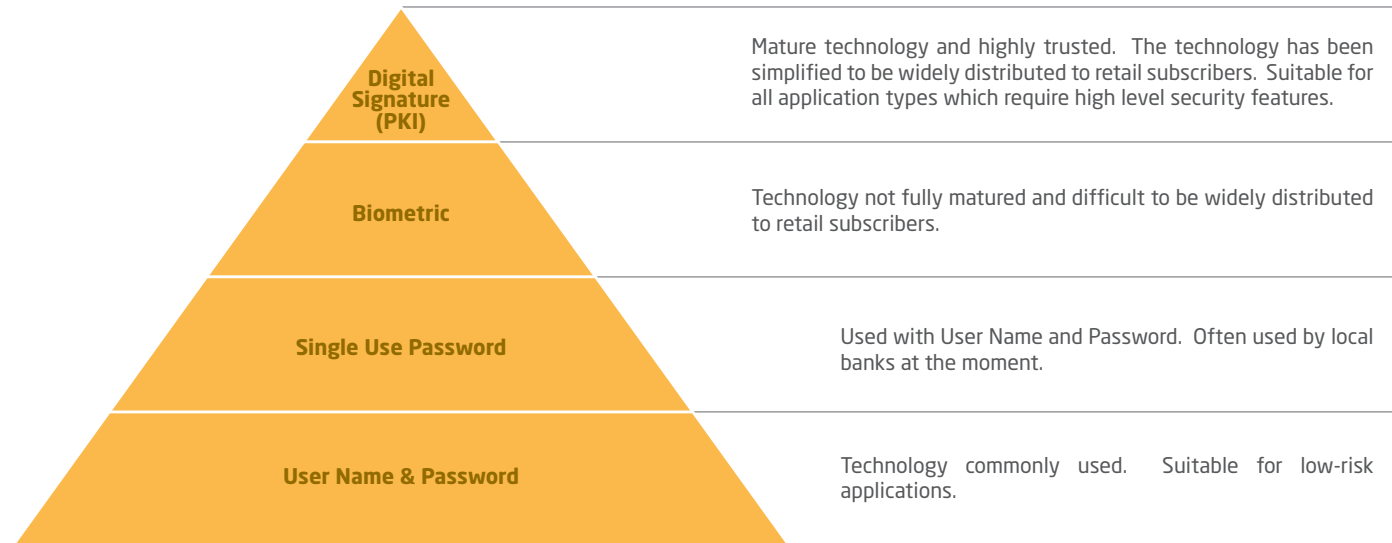 Digital
Signature
(PKI)
Mature technology and highly trusted. The technology has been
simplified to be widely distributed to retail subscribers. Suitable for
all application types which require high level security features.
Biometric
Technology not fully matured and difficult to be widely distributed
to retail subscribers.
Single Use Password
Used with User Name and Password. Often used by local
banks at the moment.
User Name & Password
Technology commonly used. Suitable for low-risk
applications.